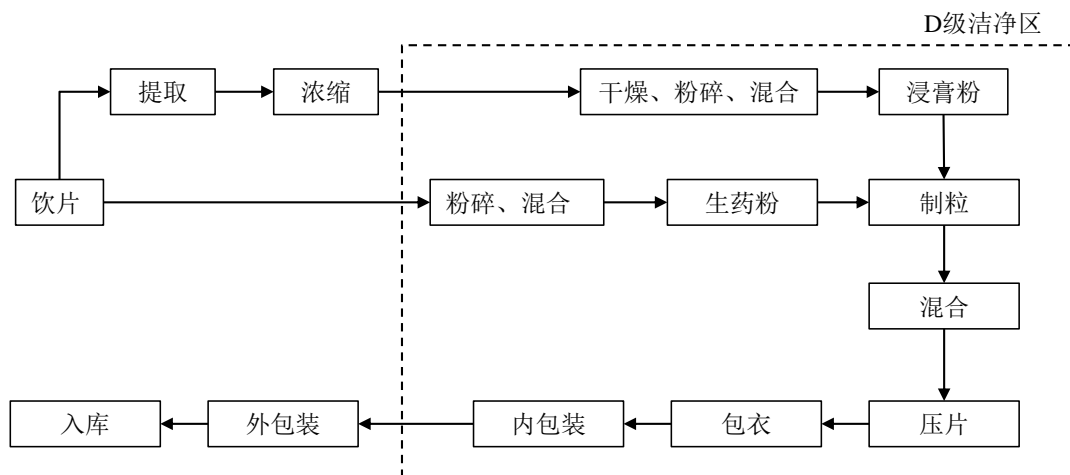 D级洁净区
提取
浓缩
干燥、粉碎、混合
浸膏粉
饮片
粉碎、混合
生药粉
制粒
混合
入库
外包装
内包装
包衣
压片